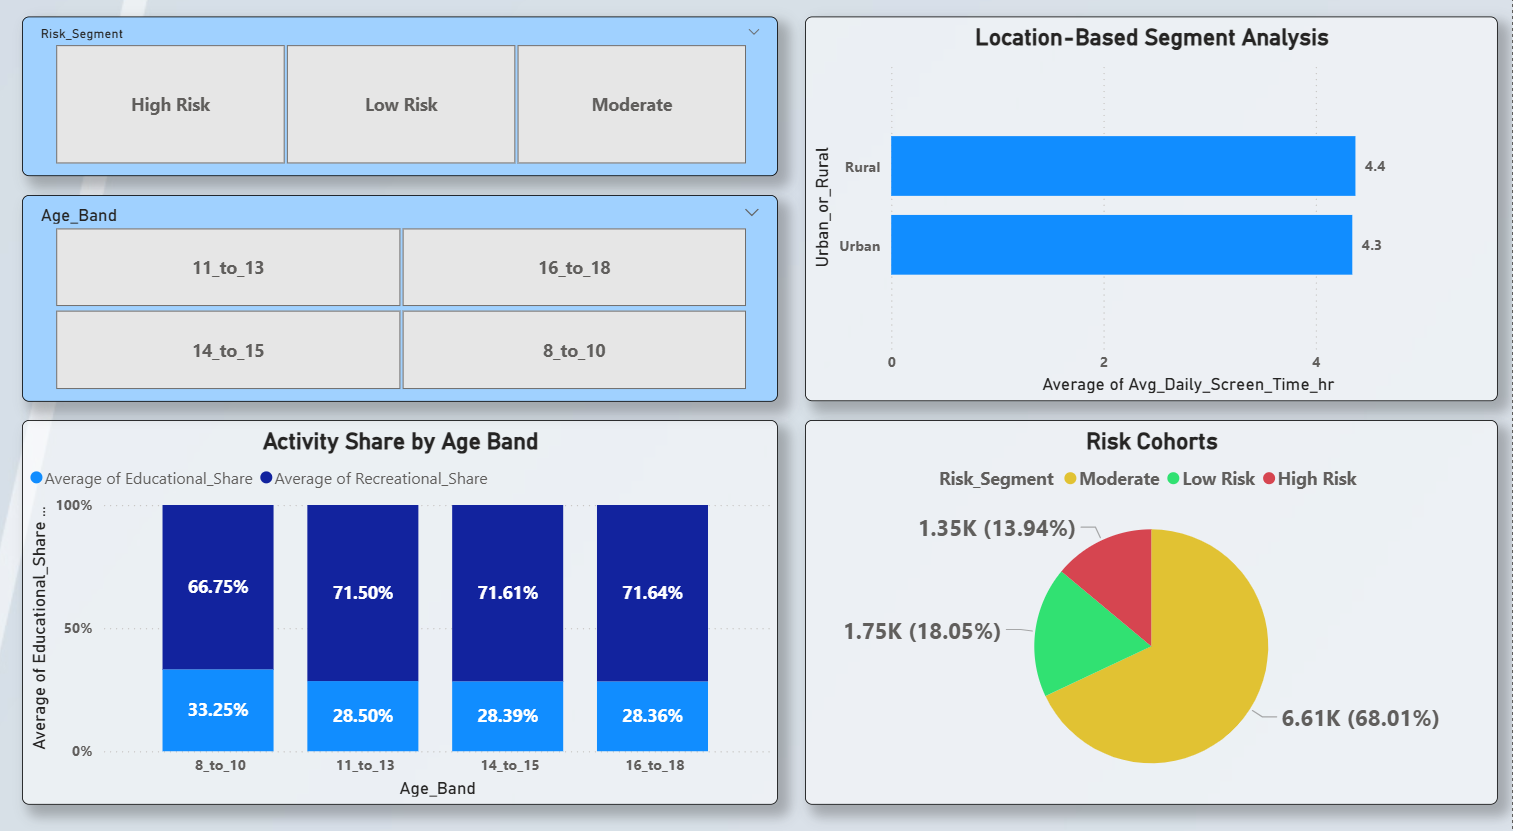 Risk_Segment
High Risk
Low Risk
Moderate
Age_Band
11_to_13
16_to_18
14_to_15
8_to_10
Location-Based Segment Analysis
Urban_or_Rural
Rural
4.4
Urban
4.3
0
2
4
Average of Avg_Daily_Screen_Time_hr
Activity Share by Age Band
Average of Educational_Share
Average of Recreational_Share
Average of Educational_Share ...
100%
50%
0%
66.75%
71.50%
71.61%
71.64%
33.25%
28.50%
28.39%
28.36%
8_to_10
11_to_13
14_to_15
16_to_18
Age_Band
Risk Cohorts
Risk_Segment
Moderate
Low Risk
High Risk
1.35K (13.94%)
1.75K (18.05%)
6.61K (68.01%)